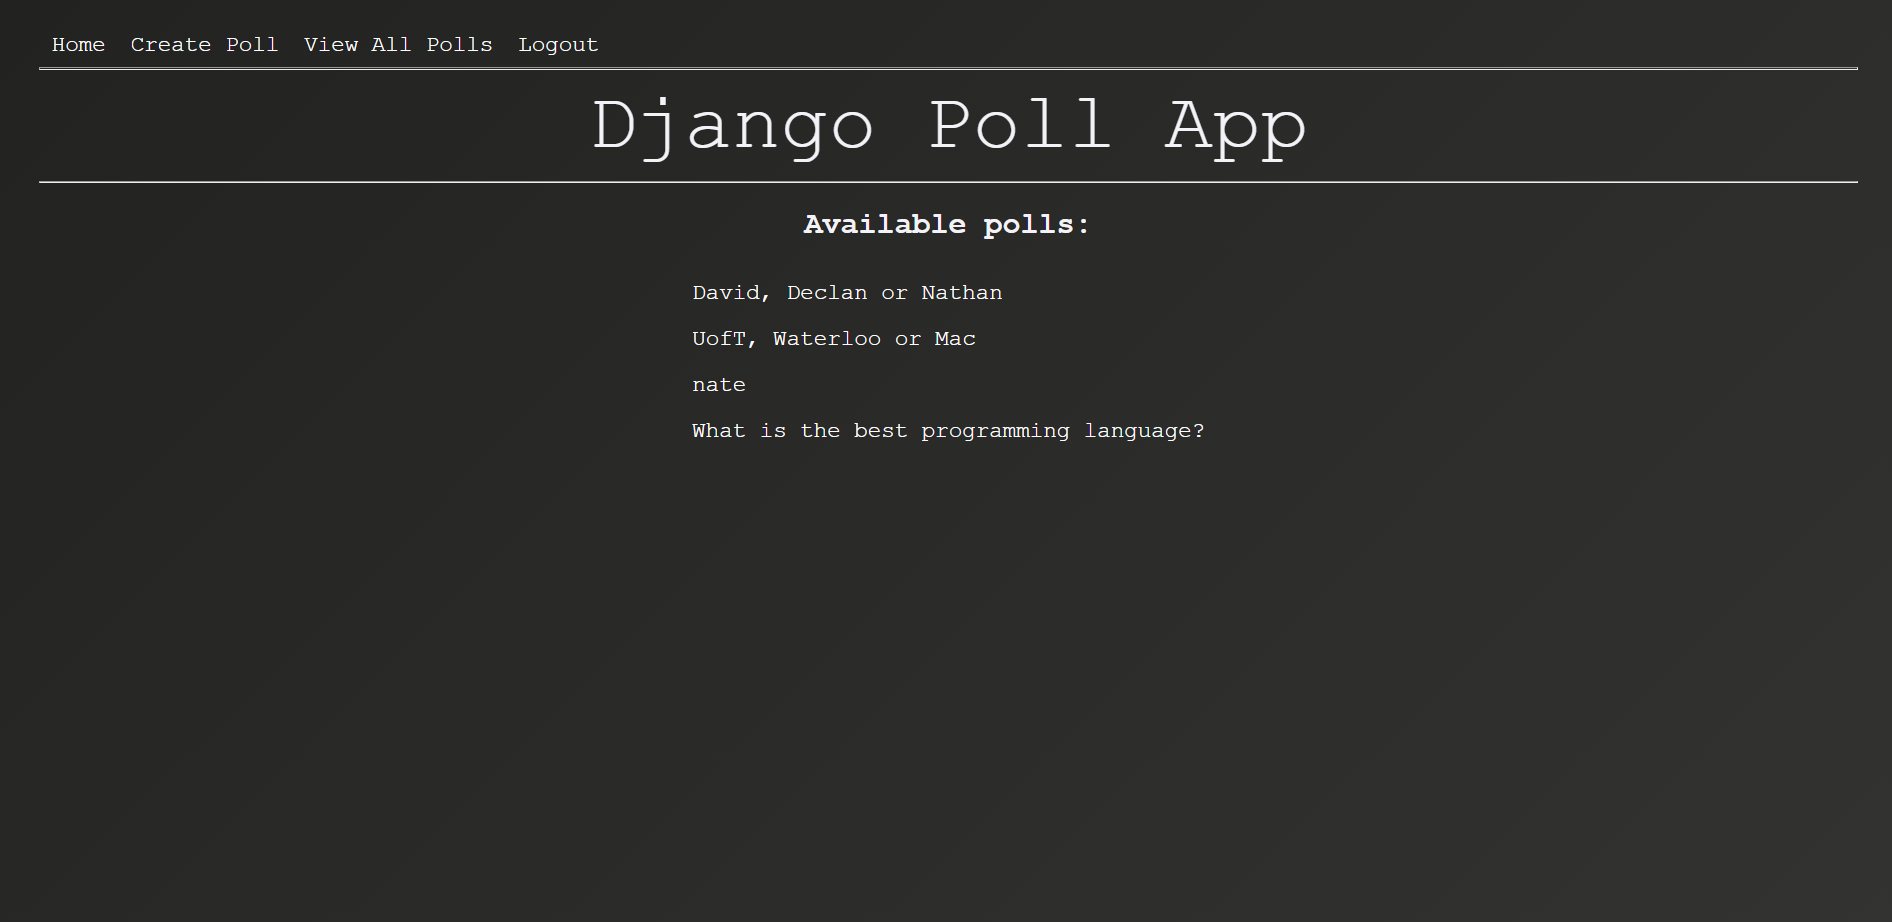 Home Create Poll View All Polls Logout
Django Poll App
Available polls:
David, Declan or Nathan
UofT, Waterloo or Mac
nate
What is the best programming language?